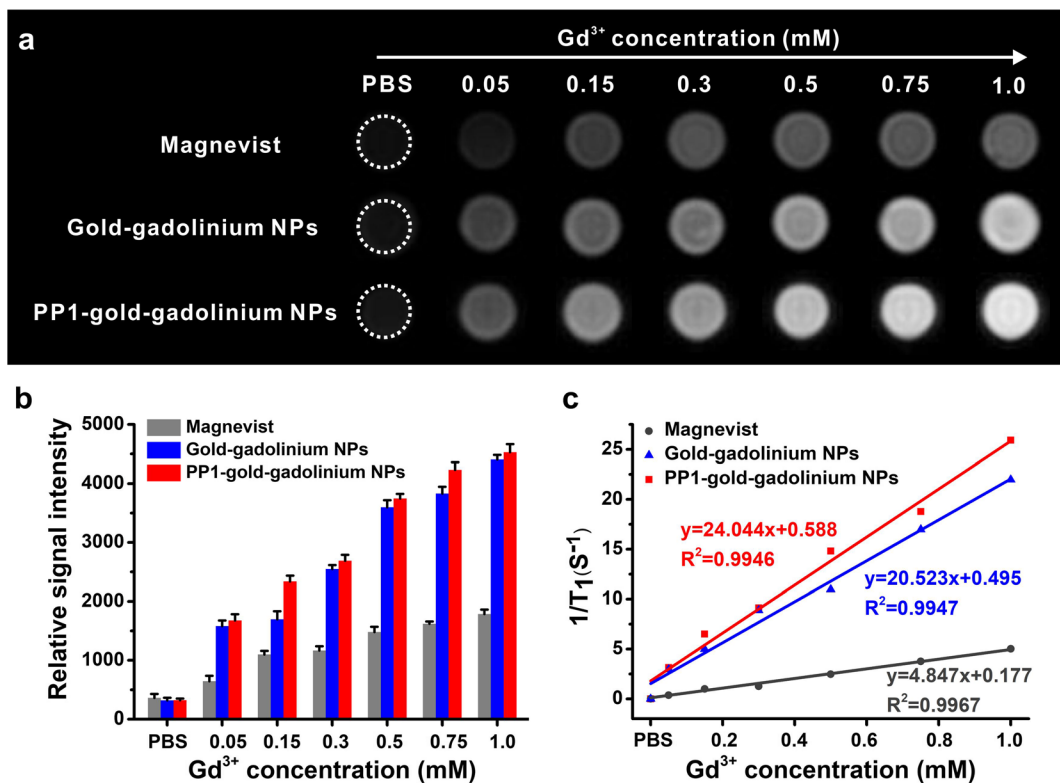 a
Gd³⁺ concentration (mM)
PBS 0.05 0.15 0.3 0.5 0.75 1.0
Magnevist
Gold-gadolinium NPs
PP1-gold-gadolinium NPs
b
Relative signal intensity
5000
4000
3000
2000
1000
0
Magnevist
Gold-gadolinium NPs
PP1-gold-gadolinium NPs
PBS 0.05 0.15 0.3 0.5 0.75 1.0
Gd³⁺ concentration (mM)
c
1/T₁(S⁻¹)
25
20
15
10
5
0
Magnevist
Gold-gadolinium NPs
PP1-gold-gadolinium NPs
y=24.044x+0.588
R²=0.9946
y=20.523x+0.495
R²=0.9947
y=4.847x+0.177
R²=0.9967
PBS 0.2 0.4 0.6 0.8 1.0
Gd³⁺ concentration (mM)